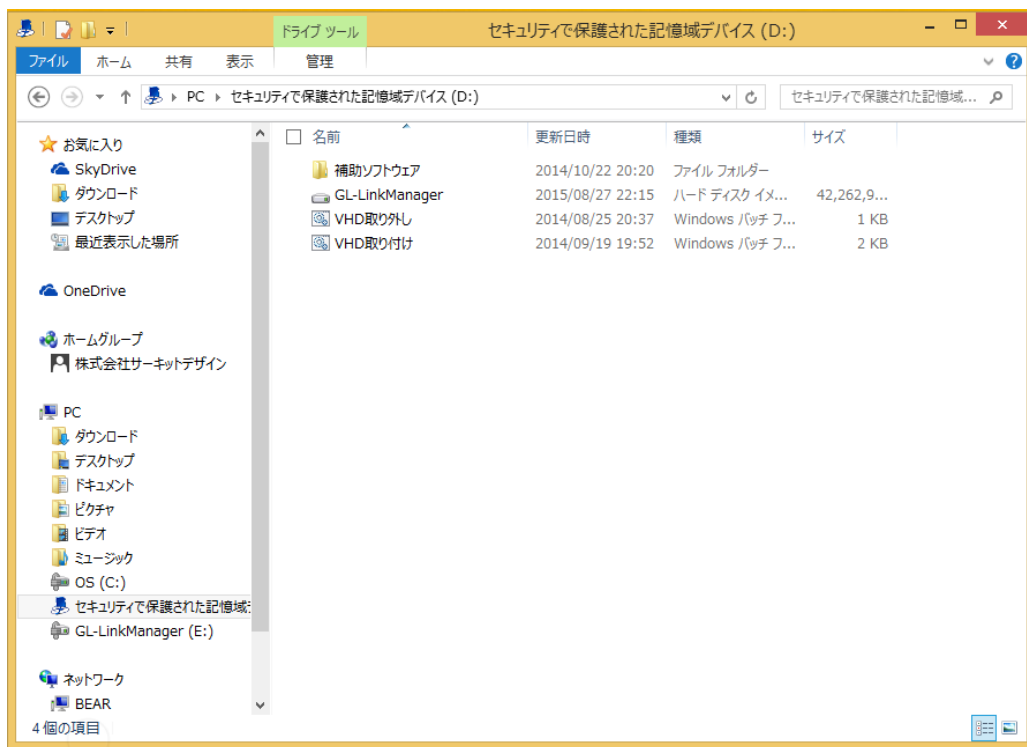 ドライブ ツール
セキュリティで保護された記憶域デバイス (D:)
ファイル ホーム 共有 表示 管理
PC セキュリティで保護された記憶域デバイス (D:)
セキュリティで保護された記憶域...
お気に入り
SkyDrive
ダウンロード
デスクトップ
最近表示した場所
OneDrive
ホームグループ
株式会社サーキットデザイン
PC
ダウンロード
デスクトップ
ドキュメント
ピクチャ
ビデオ
ミュージック
OS (C:)
セキュリティで保護された記憶域
GL-LinkManager (E:)
ネットワーク
BEAR
名前 更新日時 種類 サイズ
補助ソフトウェア 2014/10/22 20:20 ファイル フォルダー
GL-LinkManager 2015/08/27 22:15 ハード ディスク イメ... 42,262,9...
VHD取り外し 2014/08/25 20:37 Windows バッチ フ... 1 KB
VHD取り付け 2014/09/19 19:52 Windows バッチ フ... 2 KB
4 個の項目